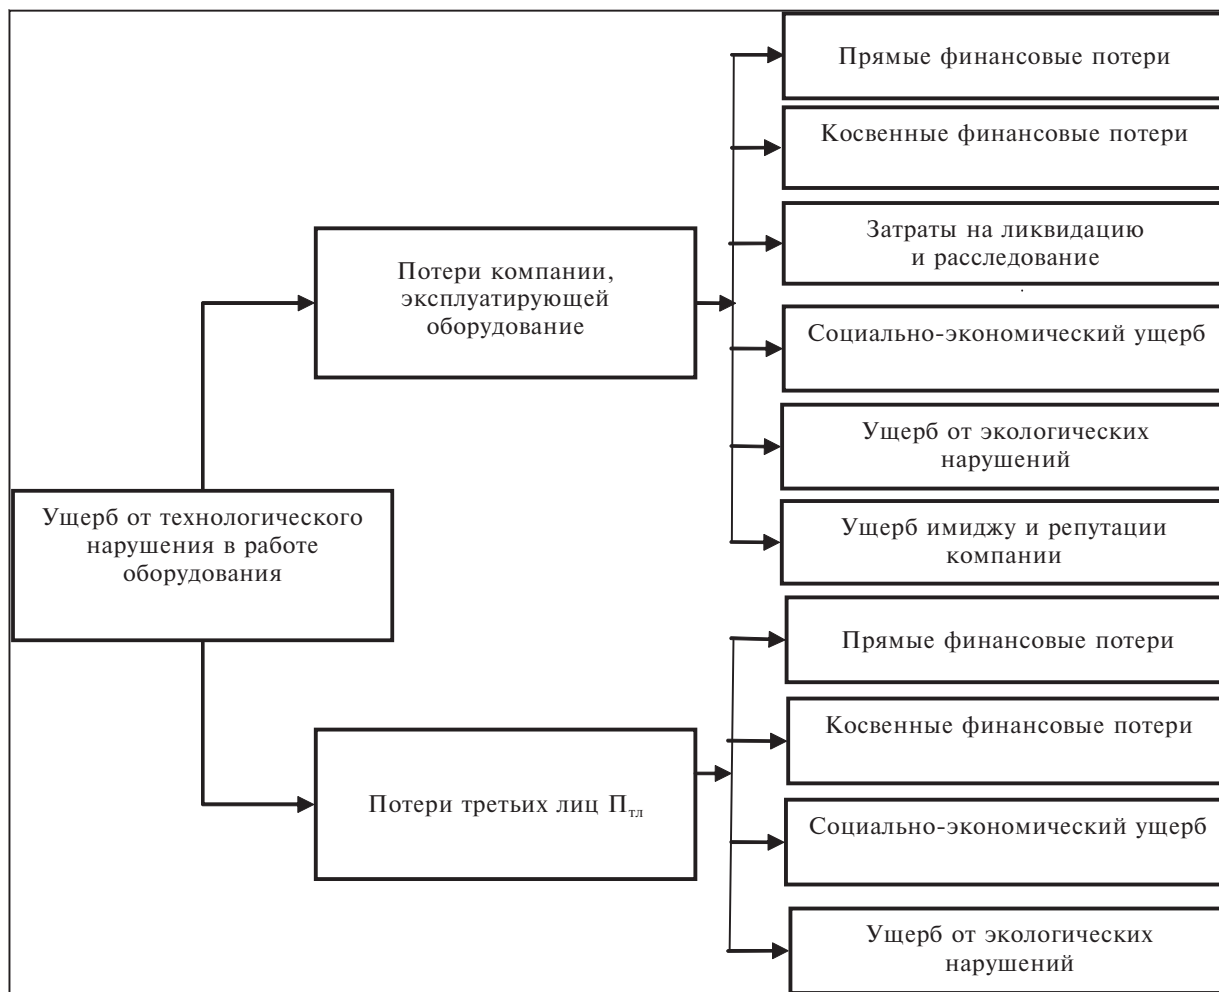 Прямые финансовые потери
Косвенные финансовые потери
Затраты на ликвидацию
и расследование
Потери компании,
эксплуатирующей
оборудование
Социально-экономический ущерб
Ущерб от экологических
нарушений
Ущерб от технологического
нарушения в работе
оборудования
Ущерб имиджу и репутации
компании
Прямые финансовые потери
Косвенные финансовые потери
Потери третьих лиц Птл
Социально-экономический ущерб
Ущерб от экологических
нарушений